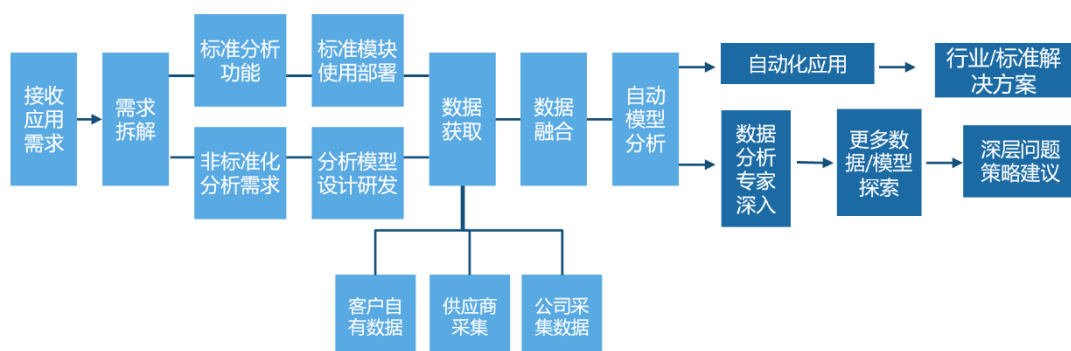 接收
应用
需求
需求
拆解
标准分析
功能
标准模块
使用部署
非标准化
分析需求
分析模型
设计研发
数据
获取
客户自
有数据
供应商
采集
公司采
集数据
数据
融合
自动
模型
分析
自动化应用
行业/标准解
决方案
数据
分析
专家
深入
更多数
据/模型
探索
深层问题
策略建议